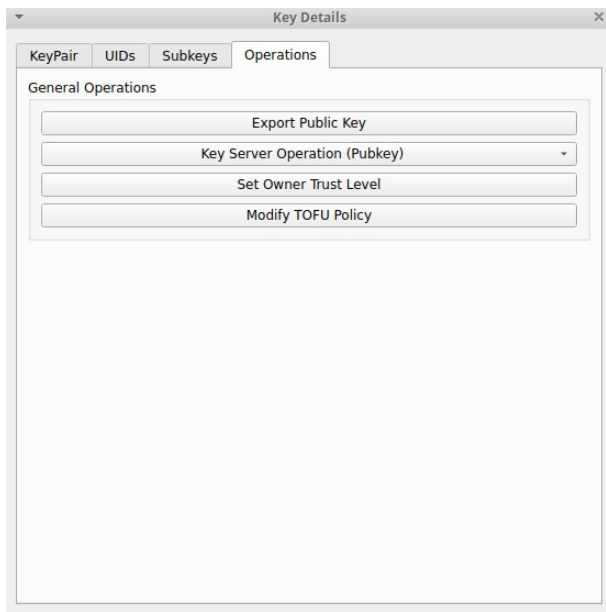 Key Details
KeyPair UIDs Subkeys Operations
General Operations
Export Public Key
Key Server Operation (Pubkey)
Set Owner Trust Level
Modify TOFU Policy